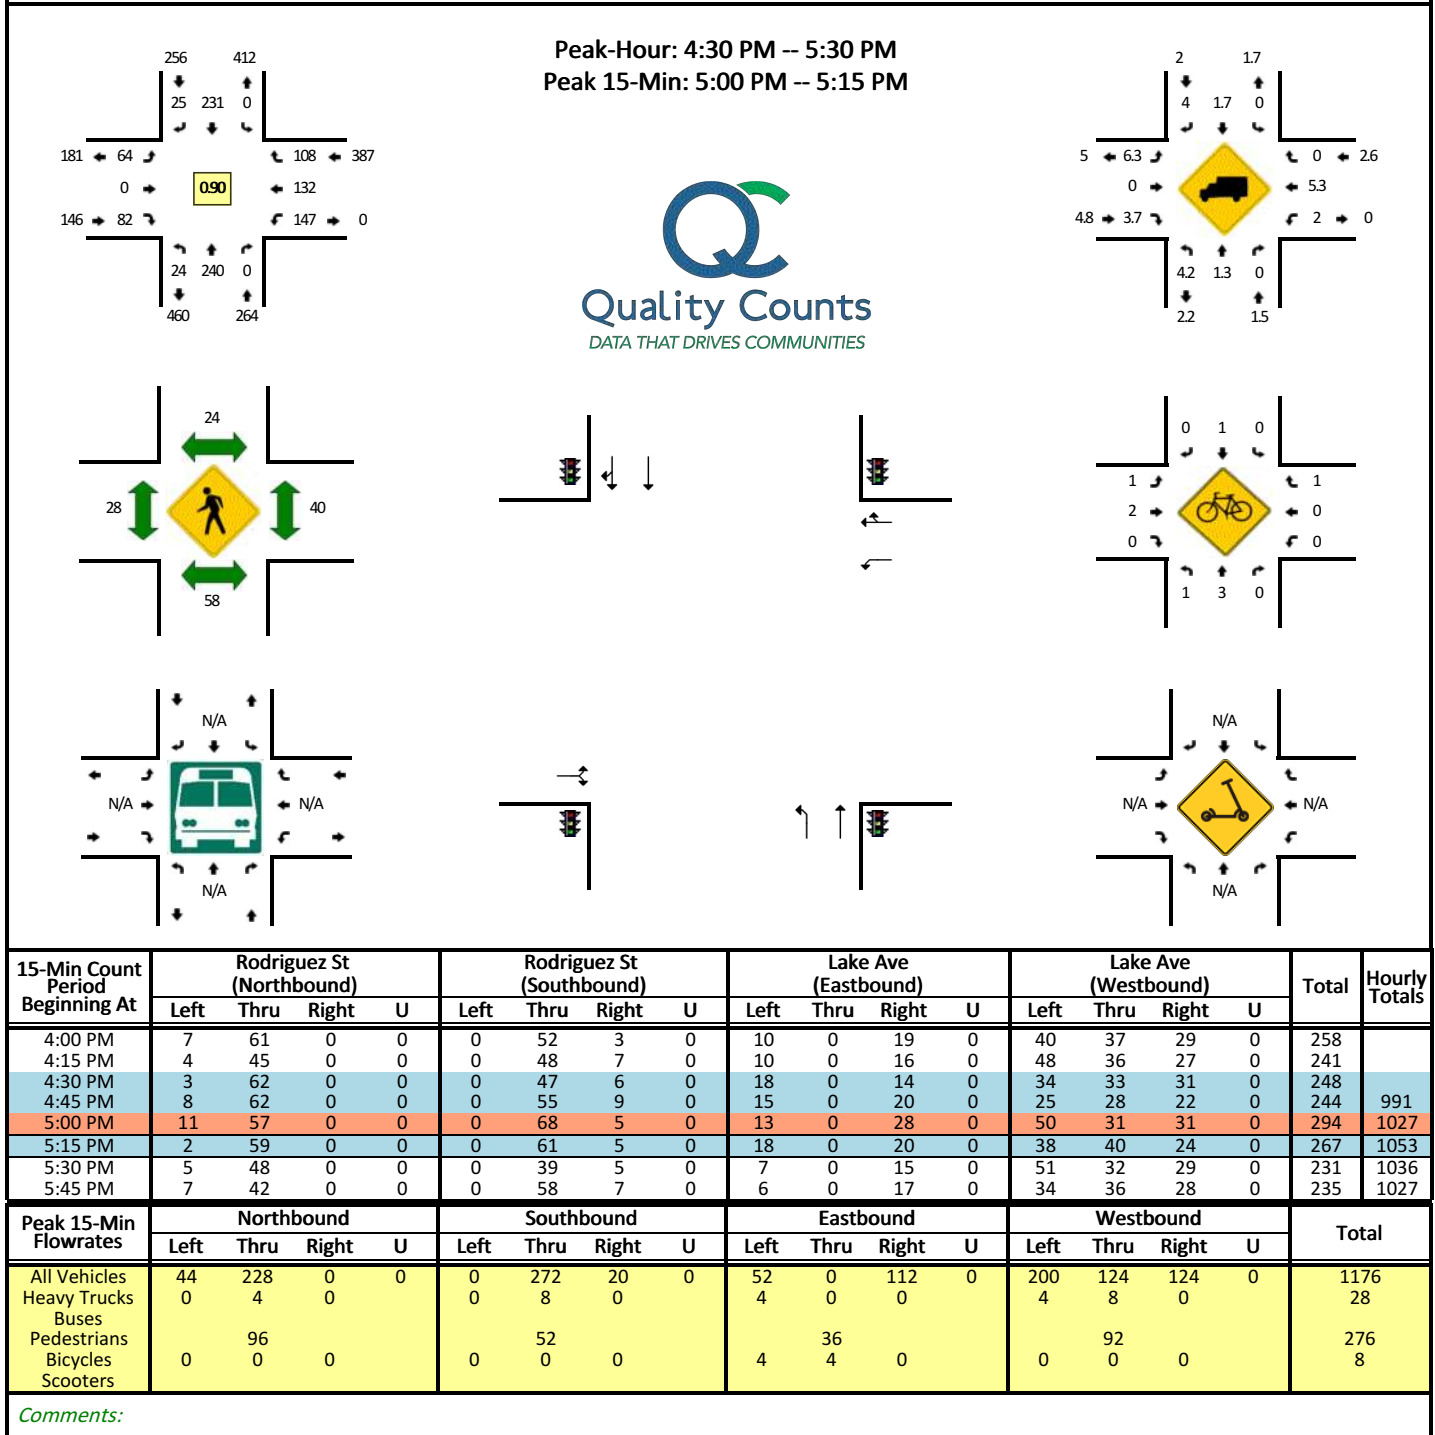 Peak-Hour: 4:30 PM -- 5:30 PM
Peak 15-Min: 5:00 PM -- 5:15 PM
256 412
25 231 0
181 64 108 387
0 0.90 132
146 82 147 0
24 240 0
460 264
2 1.7
4 1.7 0
5 6.3 0 2.6
0 5.3
4.8 3.7 2 0
4.2 1.3 0
2.2 1.5
QC
Quality Counts
DATA THAT DRIVES COMMUNITIES
24
28 40
58
0 1 0
1 1
2 0
0 0
1 3 0
N/A
N/A N/A
N/A
N/A
N/A N/A
N/A
15-Min Count Period Beginning At Rodriguez St (Northbound) Rodriguez St (Southbound) Lake Ave (Eastbound) Lake Ave (Westbound) Total Hourly Totals
Left Thru Right U Left Thru Right U Left Thru Right U Left Thru Right U
4:00 PM 7 61 0 0 0 52 3 0 10 0 19 0 40 37 29 0 258
4:15 PM 4 45 0 0 0 48 7 0 10 0 16 0 48 36 27 0 241
4:30 PM 3 62 0 0 0 47 6 0 18 0 14 0 34 33 31 0 248
4:45 PM 8 62 0 0 0 55 9 0 15 0 20 0 25 28 22 0 244 991
5:00 PM 11 57 0 0 0 68 5 0 13 0 28 0 50 31 31 0 294 1027
5:15 PM 2 59 0 0 0 61 5 0 18 0 20 0 38 40 24 0 267 1053
5:30 PM 5 48 0 0 0 39 5 0 7 0 15 0 51 32 29 0 231 1036
5:45 PM 7 42 0 0 0 58 7 0 6 0 17 0 34 36 28 0 235 1027
Peak 15-Min Flowrates Northbound Southbound Eastbound Westbound Total
Left Thru Right U Left Thru Right U Left Thru Right U Left Thru Right U
All Vehicles 44 228 0 0 0 272 20 0 52 0 112 0 200 124 124 0 1176
Heavy Trucks 0 4 0 0 8 0 4 0 0 4 8 0 28
Buses
Pedestrians 96 52 36 92 276
Bicycles 0 0 0 0 0 0 4 4 0 0 0 0 8
Scooters
Comments: